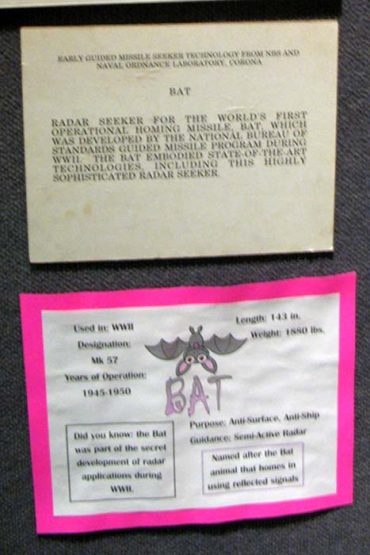 EARLY GUIDED MISSILE SEEKER TECHNOLOGY FROM NBS AND
NAVAL ORDNANCE LABORATORY, CORONA
BAT
RADAR SEEKER FOR THE WORLD'S FIRST
OPERATIONAL HOMING MISSILE, BAT, WHICH
WAS DEVELOPED BY THE NATIONAL BUREAU OF
STANDARDS GUIDED MISSILE PROGRAM DURING
WWII. THE BAT EMBODIED STATE-OF-THE-ART
TECHNOLOGIES, INCLUDING THIS HIGHLY
SOPHISTICATED RADAR SEEKER.
Used in: WWII
Designation:
Mk 57
Years of Operation:
1945-1950
Length: 143 in.
Weight: 1880 lbs.
BAT
Purpose: Anti-Surface, Anti-Ship
Guidance: Semi-Active Radar
Did you know: the Bat
was part of the secret
development of radar
applications during
WWII.
Named after the Bat
animal that homes in
using reflected signals